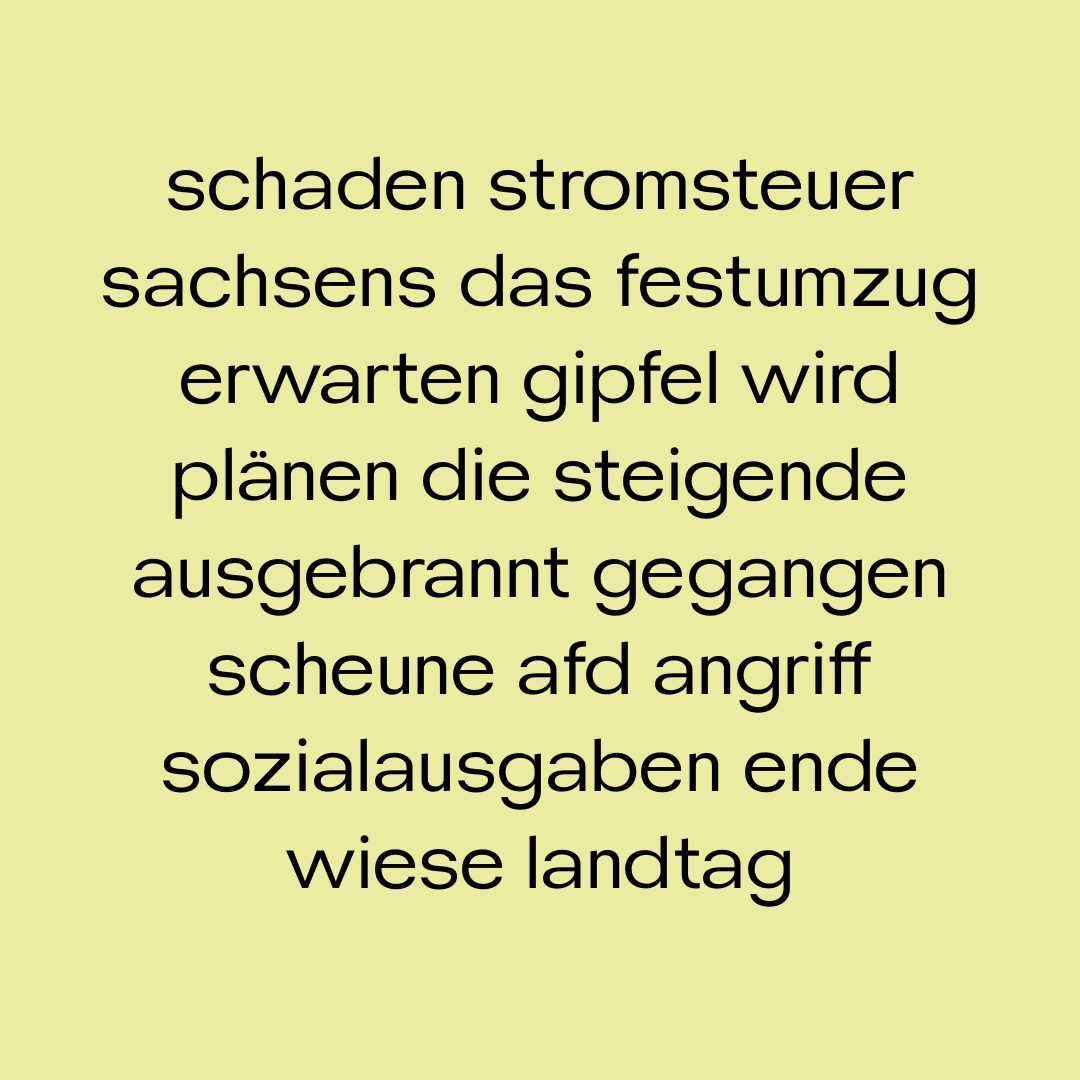 schaden stromsteuer
sachsens das festumzug
erwarten gipfel wird
plänen die steigende
ausgebrannt gegangen
scheune afd angriff
sozialausgaben ende
wiese landtag